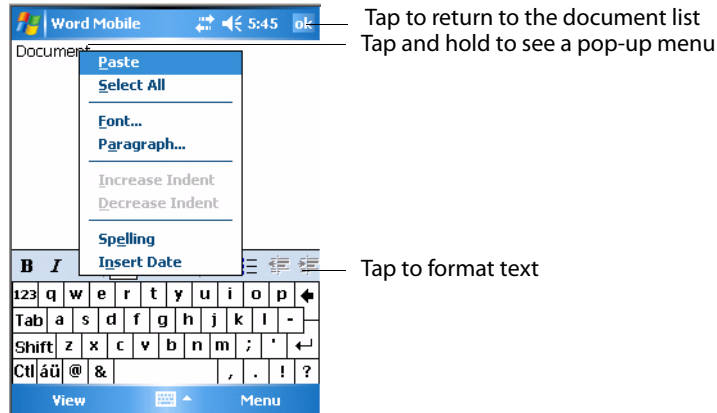 Word Mobile 5:45 ok
Tap to return to the document list
Tap and hold to see a pop-up menu
Document
Paste
Select All
Font...
Paragraph...
Increase Indent
Decrease Indent
Spelling
Insert Date
B I
Tap to format text
123 q w e r t y u i o p
Tab a s d f g h j k l -
Shift z x c v b n m ; '
Ctl áü @ & , . ! ?
View Menu